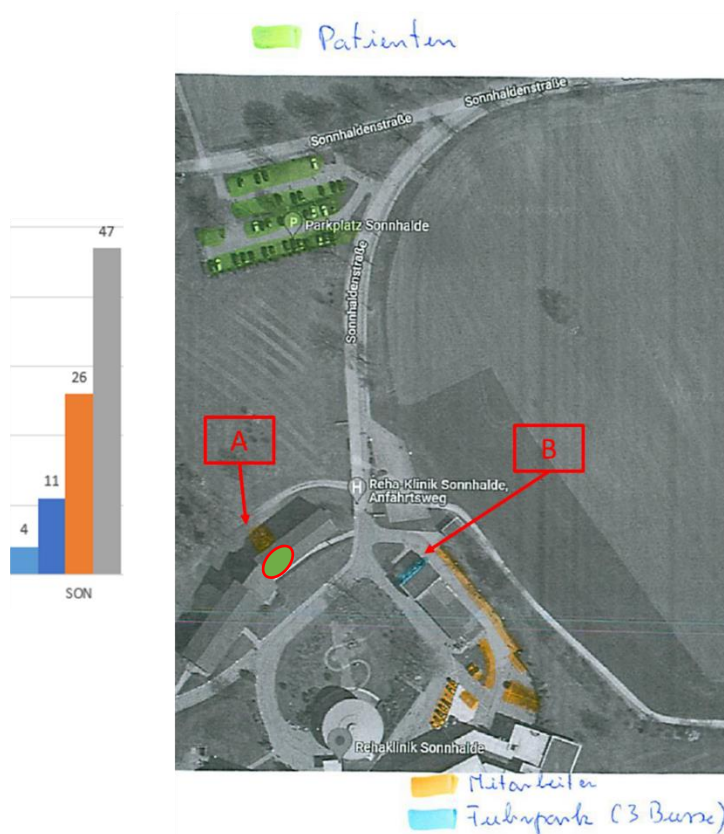 Patienten
Sonnhaldenstraße
Sonnhaldenstraße
P
Parkplatz Sonnhalde
Sonnhaldenstraße
47
26
11
4
SON
A
B
H
Reha-Klinik Sonnhalde,
Anfahrtsweg
Rehaklinik Sonnhalde
Mitarbeiter
Fuhrpark (3 Busse)